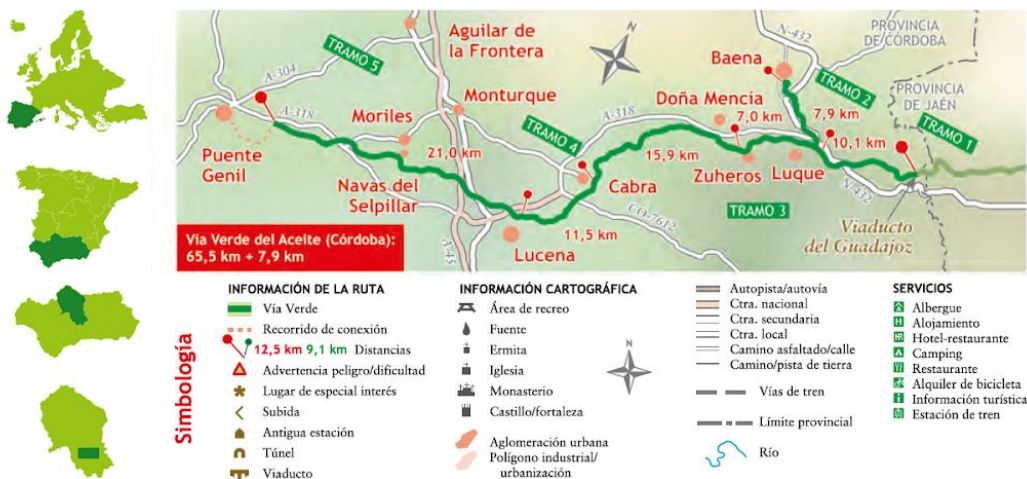 Aguilar de
la Frontera
TRAMO 5
A-304
A-318
Puente
Genil
Moriles
Monturque
21,0 km
Navas del
Selpillar
A-45
Lucena
11,5 km
TRAMO 4
Cabra
CO-7612
A-318
15,9 km
Doña Mencía
7,0 km
Zuheros
TRAMO 3
Baena
N-432
TRAMO 2
7,9 km
Luque
10,1 km
N-432
PROVINCIA
DE CÓRDOBA
PROVINCIA
DE JAÉN
TRAMO 1
Viaducto
del Guadajoz
Vía Verde del Aceite (Córdoba):
65,5 km + 7,9 km
Simbología
INFORMACIÓN DE LA RUTA
Vía Verde
Recorrido de conexión
12,5 km 9,1 km Distancias
Advertencia peligro/dificultad
Lugar de especial interés
Subida
Antigua estación
Túnel
Viaducto
INFORMACIÓN CARTOGRÁFICA
Área de recreo
Fuente
Ermita
Iglesia
Monasterio
Castillo/fortaleza
Aglomeración urbana
Polígono industrial/
urbanización
Autopista/autovía
Ctra. nacional
Ctra. secundaria
Ctra. local
Camino asfaltado/calle
Camino/pista de tierra
Vías de tren
Límite provincial
Río
SERVICIOS
Albergue
H Alojamiento
HR Hotel-restaurante
Camping
Restaurante
Alquiler de bicicleta
i Información turística
Estación de tren